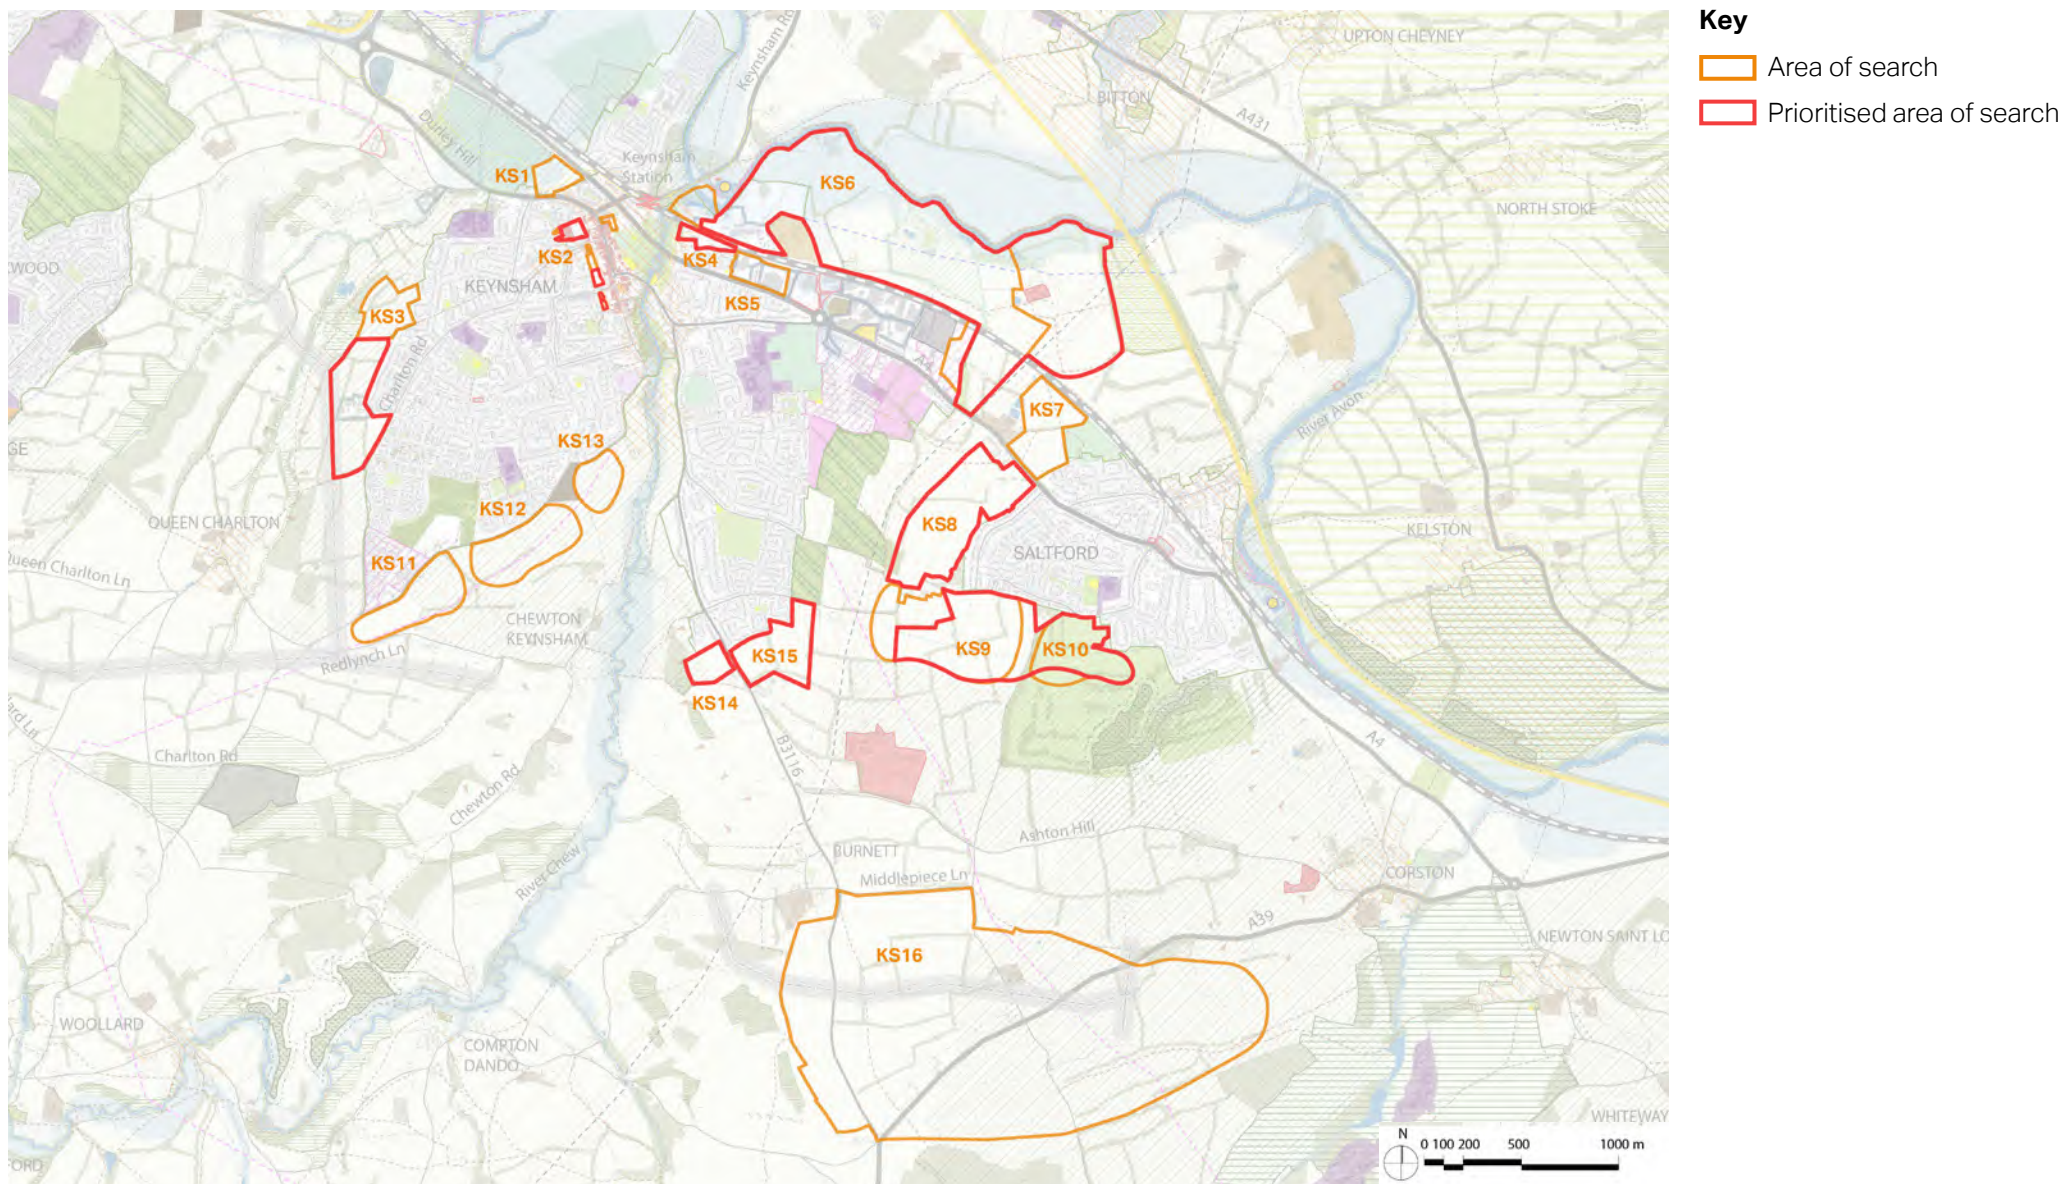 Key
Area of search
Prioritised area of search
UPTON CHEYNEY
BITTON
A431
Keynsham Rd
Durley Hill
Keynsham
Station
KS1
KS6
NORTH STOKE
KS2
KS4
KS5
KEYNSHAM
KS3
Charlton Rd
A4
KS7
River Avon
KS13
KS12
KS8
QUEEN CHARLTON
Queen Charlton Ln
KS11
SALTFORD
KELSTON
CHEWTON
KEYNSHAM
Redlynch Ln
KS15
KS9
KS10
KS14
B3116
A4
Charlton Rd
Chewton Rd
Ashton Hill
BURNETT
Middlepiece Ln
River Chew
CORSTON
A39
KS16
NEWTON SAINT LO
WOOLLARD
COMPTON
DANDO
WHITEWAY
N
0 100 200 500 1000 m